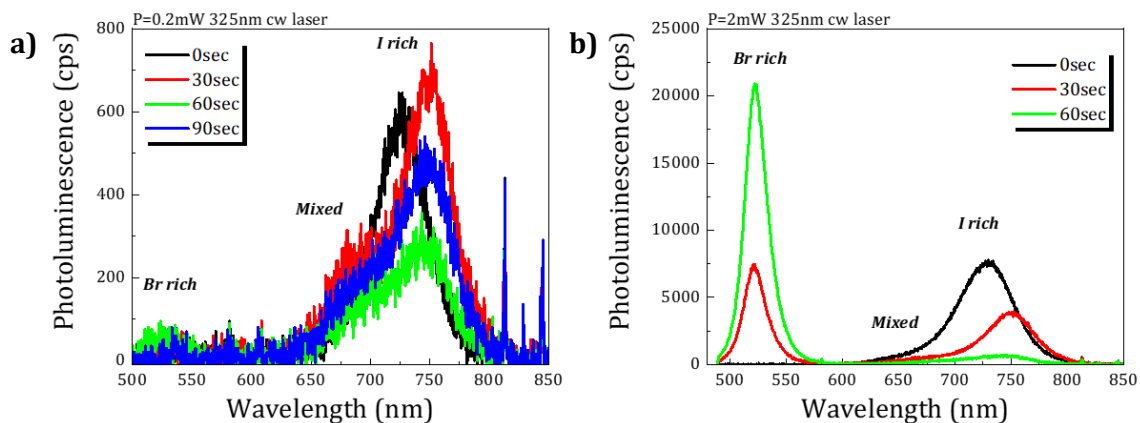 P=0.2mW 325nm cw laser
a)
800
600
400
200
0
Photoluminescence (cps)
0sec
30sec
60sec
90sec
I rich
Mixed
Br rich
500 550 600 650 700 750 800 850
Wavelength (nm)
P=2mW 325nm cw laser
b)
25000
20000
15000
10000
5000
0
Photoluminescence (cps)
Br rich
0sec
30sec
60sec
I rich
Mixed
500 550 600 650 700 750 800 850
Wavelength (nm)